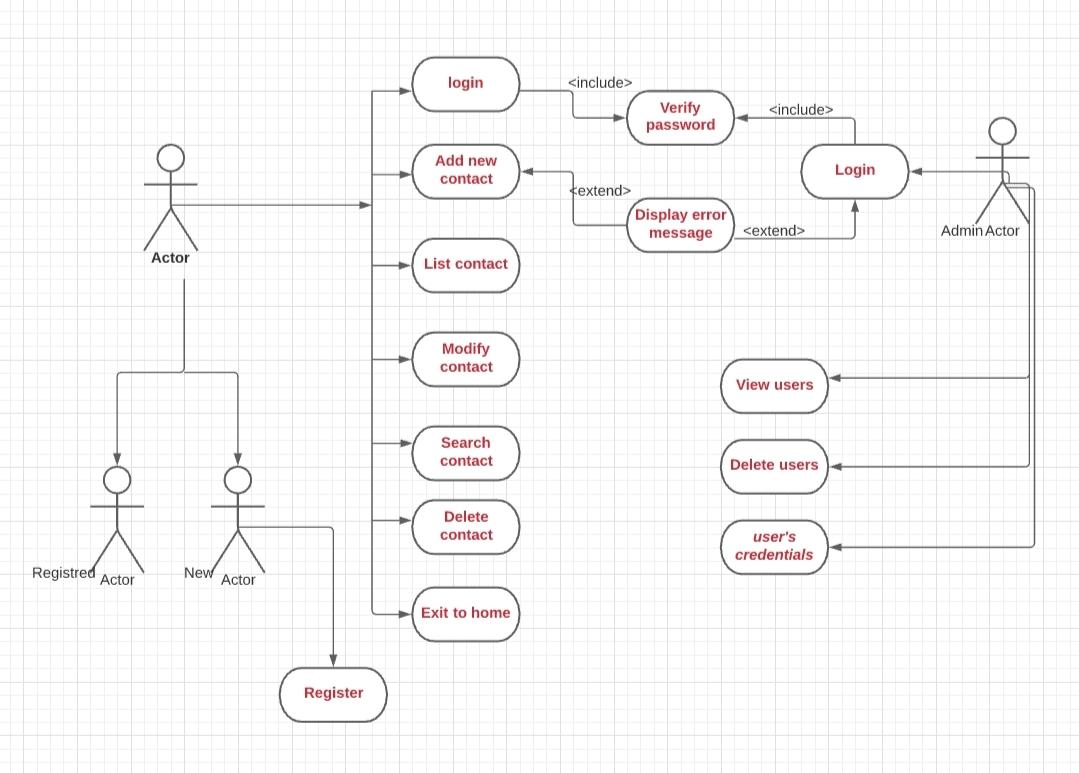 login
<include>
Verify
password
<include>
Add new
contact
<extend>
Login
Display error
message
<extend>
Admin Actor
Actor
List contact
Modify
contact
View users
Search
contact
Delete users
Delete
contact
user's
credentials
Registred Actor
New Actor
Exit to home
Register